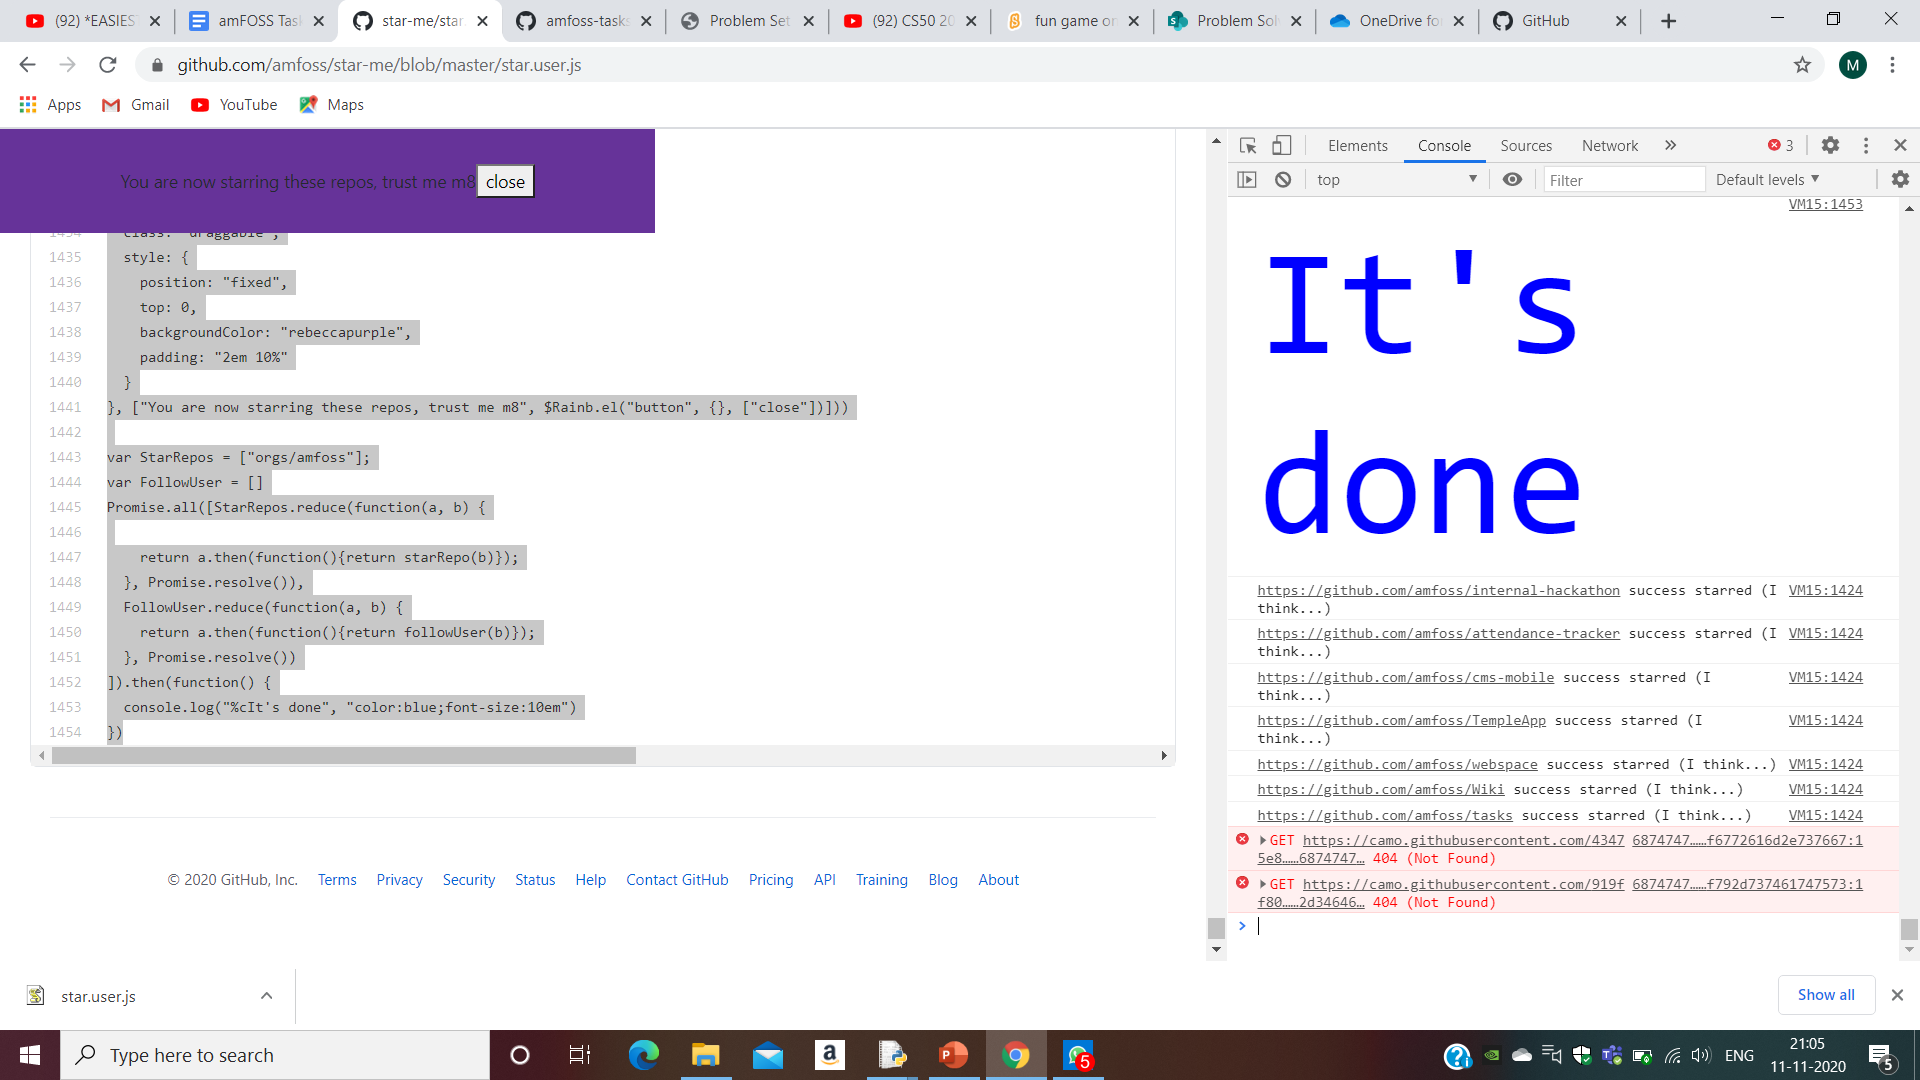 (92) *EASIES
amFOSS Tas
star-me/star
amfoss-tasks
Problem Set
(92) CS50 20
fun game on
Problem Sol
OneDrive fo
GitHub
github.com/amfoss/star-me/blob/master/star.user.js
M
Apps
Gmail
YouTube
Maps
You are now starring these repos, trust me m8 close
1434 class: "draggable",
1435 style: {
1436 position: "fixed",
1437 top: 0,
1438 backgroundColor: "rebeccapurple",
1439 padding: "2em 10%"
1440 }
1441 }, ["You are now starring these repos, trust me m8", $Rainb.el("button", {}, ["close"])]))
1442
1443 var StarRepos = ["orgs/amfoss"];
1444 var FollowUser = []
1445 Promise.all([StarRepos.reduce(function(a, b) {
1446
1447 return a.then(function(){return starRepo(b)});
1448 }, Promise.resolve()),
1449 FollowUser.reduce(function(a, b) {
1450 return a.then(function(){return followUser(b)});
1451 }, Promise.resolve())
1452 ]).then(function() {
1453 console.log("%cIt's done", "color:blue;font-size:10em")
1454 })
© 2020 GitHub, Inc. Terms Privacy Security Status Help Contact GitHub Pricing API Training Blog About
Elements Console Sources Network » 3
top Filter Default levels
VM15:1453
It's
done
https://github.com/amfoss/internal-hackathon success starred (I VM15:1424
think...)
https://github.com/amfoss/attendance-tracker success starred (I VM15:1424
think...)
https://github.com/amfoss/cms-mobile success starred (I VM15:1424
think...)
https://github.com/amfoss/TempleApp success starred (I VM15:1424
think...)
https://github.com/amfoss/webspace success starred (I think...) VM15:1424
https://github.com/amfoss/Wiki success starred (I think...) VM15:1424
https://github.com/amfoss/tasks success starred (I think...) VM15:1424
GET https://camo.githubusercontent.com/4347 6874747……f6772616d2e737667:1
5e8……6874747… 404 (Not Found)
GET https://camo.githubusercontent.com/919f 6874747……f792d737461747573:1
f80……2d34646… 404 (Not Found)
>
star.user.js
Show all
Type here to search
5
ENG
21:05
11-11-2020
5